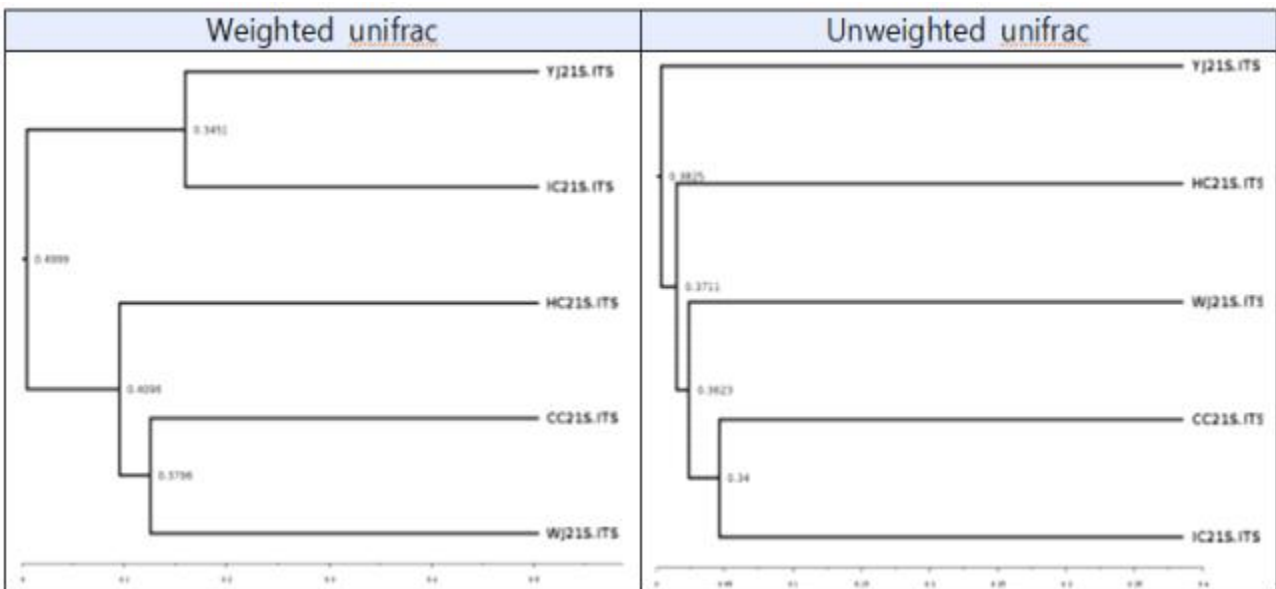 Weighted unifrac
YJ21S.ITS
0.3451
IC21S.ITS
0.4999
HC21S.ITS
0.4098
CC21S.ITS
0.3796
WJ21S.ITS
Unweighted unifrac
YJ21S.ITS
0.3825
HC21S.ITS
0.3711
WJ21S.ITS
0.3623
CC21S.ITS
0.34
IC21S.ITS